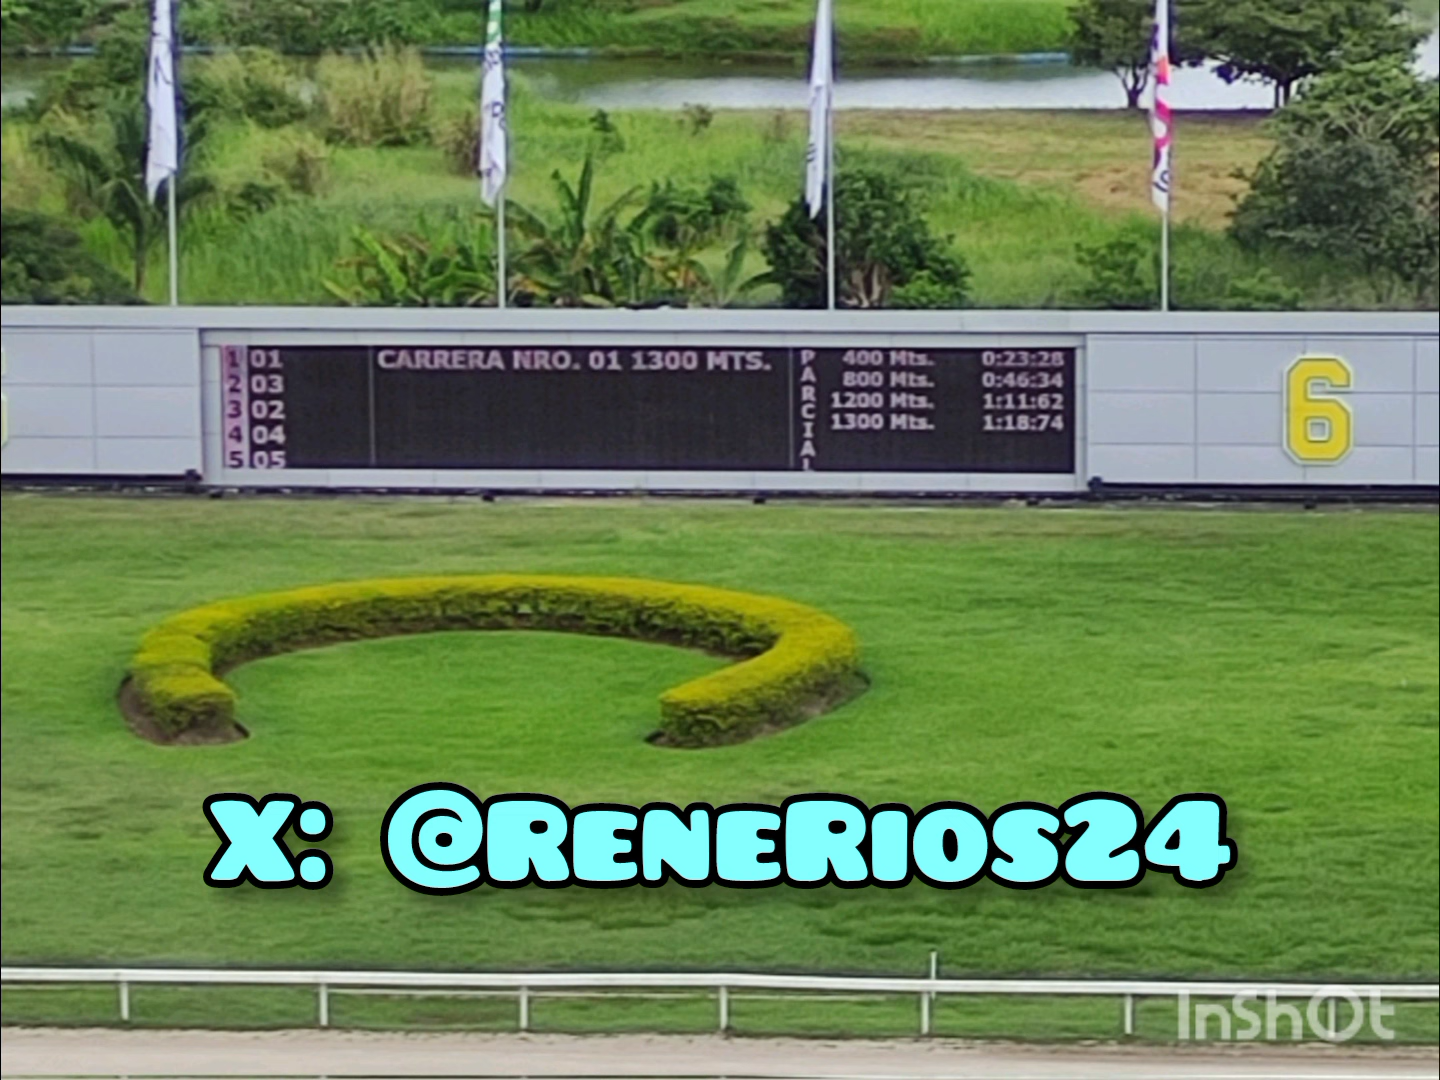 1 01
2 03
3 02
4 04
5 05
CARRERA NRO. 01 1300 MTS.
PARCIAL
400 Mts. 0:23:28
800 Mts. 0:46:34
1200 Mts. 1:11:62
1300 Mts. 1:18:74
6
X: @ReneRios24
InShOt